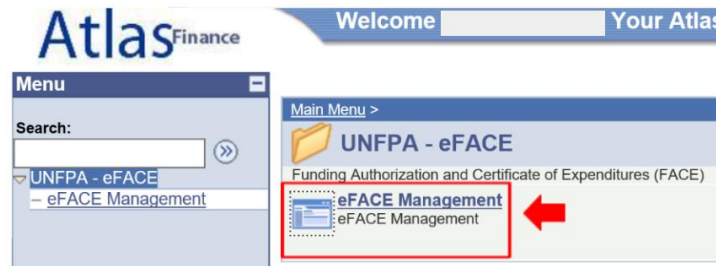 Atlas Finance
Welcome Your Atlas
Menu
Search:
UNFPA - eFACE
– eFACE Management
Main Menu >
UNFPA - eFACE
Funding Authorization and Certificate of Expenditures (FACE)
eFACE Management
eFACE Management